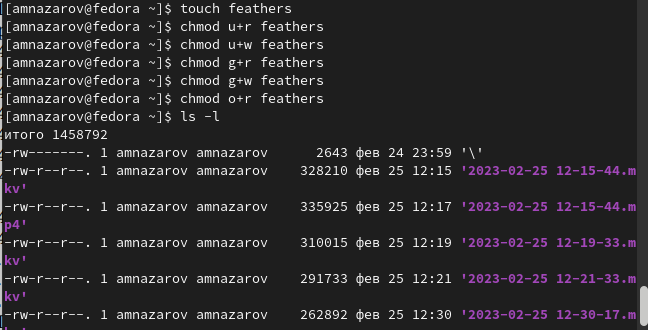 [amnazarov@fedora ~]$ touch feathers
[amnazarov@fedora ~]$ chmod u+r feathers
[amnazarov@fedora ~]$ chmod u+w feathers
[amnazarov@fedora ~]$ chmod g+r feathers
[amnazarov@fedora ~]$ chmod g+w feathers
[amnazarov@fedora ~]$ chmod o+r feathers
[amnazarov@fedora ~]$ ls -l
итого 1458792
-rw-------. 1 amnazarov amnazarov      2643 фев 24 23:59 '\'
-rw-r--r--. 1 amnazarov amnazarov    328210 фев 25 12:15 '2023-02-25 12-15-44.m
kv'
-rw-r--r--. 1 amnazarov amnazarov    335925 фев 25 12:17 '2023-02-25 12-15-44.m
p4'
-rw-r--r--. 1 amnazarov amnazarov    310015 фев 25 12:19 '2023-02-25 12-19-33.m
kv'
-rw-r--r--. 1 amnazarov amnazarov    291733 фев 25 12:21 '2023-02-25 12-21-33.m
kv'
-rw-r--r--. 1 amnazarov amnazarov    262892 фев 25 12:30 '2023-02-25 12-30-17.m